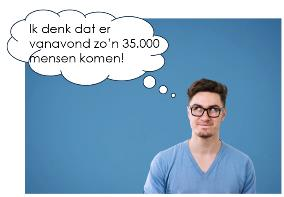 Ik denk dat er
vanavond zo'n 35.000
mensen komen!